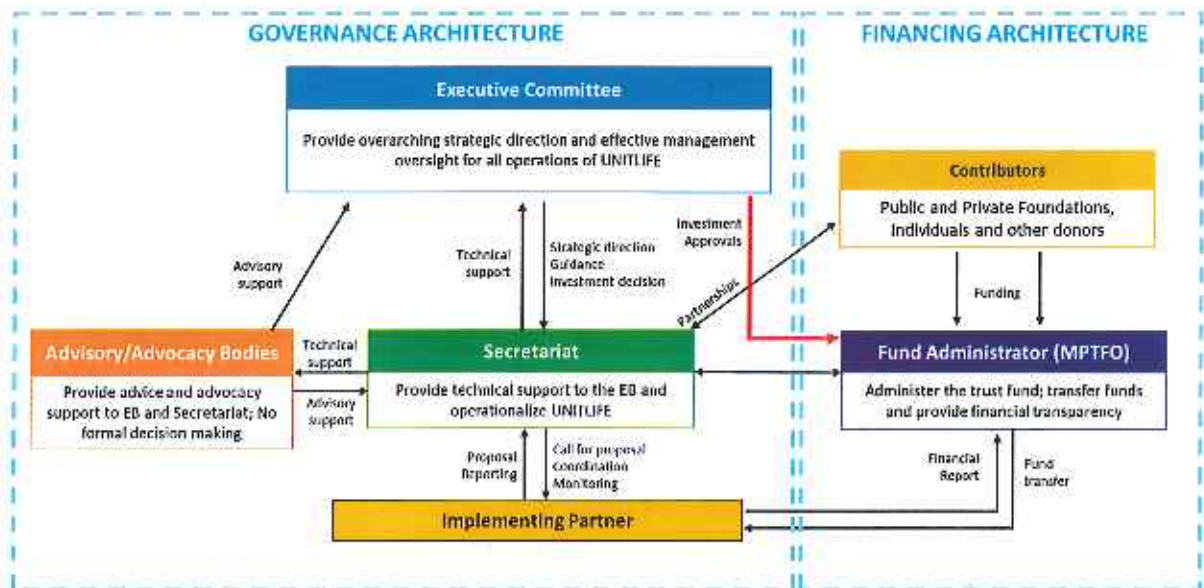 GOVERNANCE ARCHITECTURE
FINANCING ARCHITECTURE
Executive Committee
Provide overarching strategic direction and effective management
oversight for all operations of UNITLIFE
Contributors
Public and Private Foundations,
Individuals and other donors
Advisory
support
Technical
support
Strategic direction
Guidance
Investment decision
Investment
Approvals
Partnerships
Funding
Advisory/Advocacy Bodies
Provide advice and advocacy
support to EB and Secretariat; No
formal decision making
Technical
support
Advisory
support
Secretariat
Provide technical support to the EB and
operationalize UNITLIFE
Fund Administrator (MPTFO)
Administer the trust fund; transfer funds
and provide financial transparency
Proposal
Reporting
Call for proposal
Coordination
Monitoring
Financial
Report
Fund
transfer
Implementing Partner